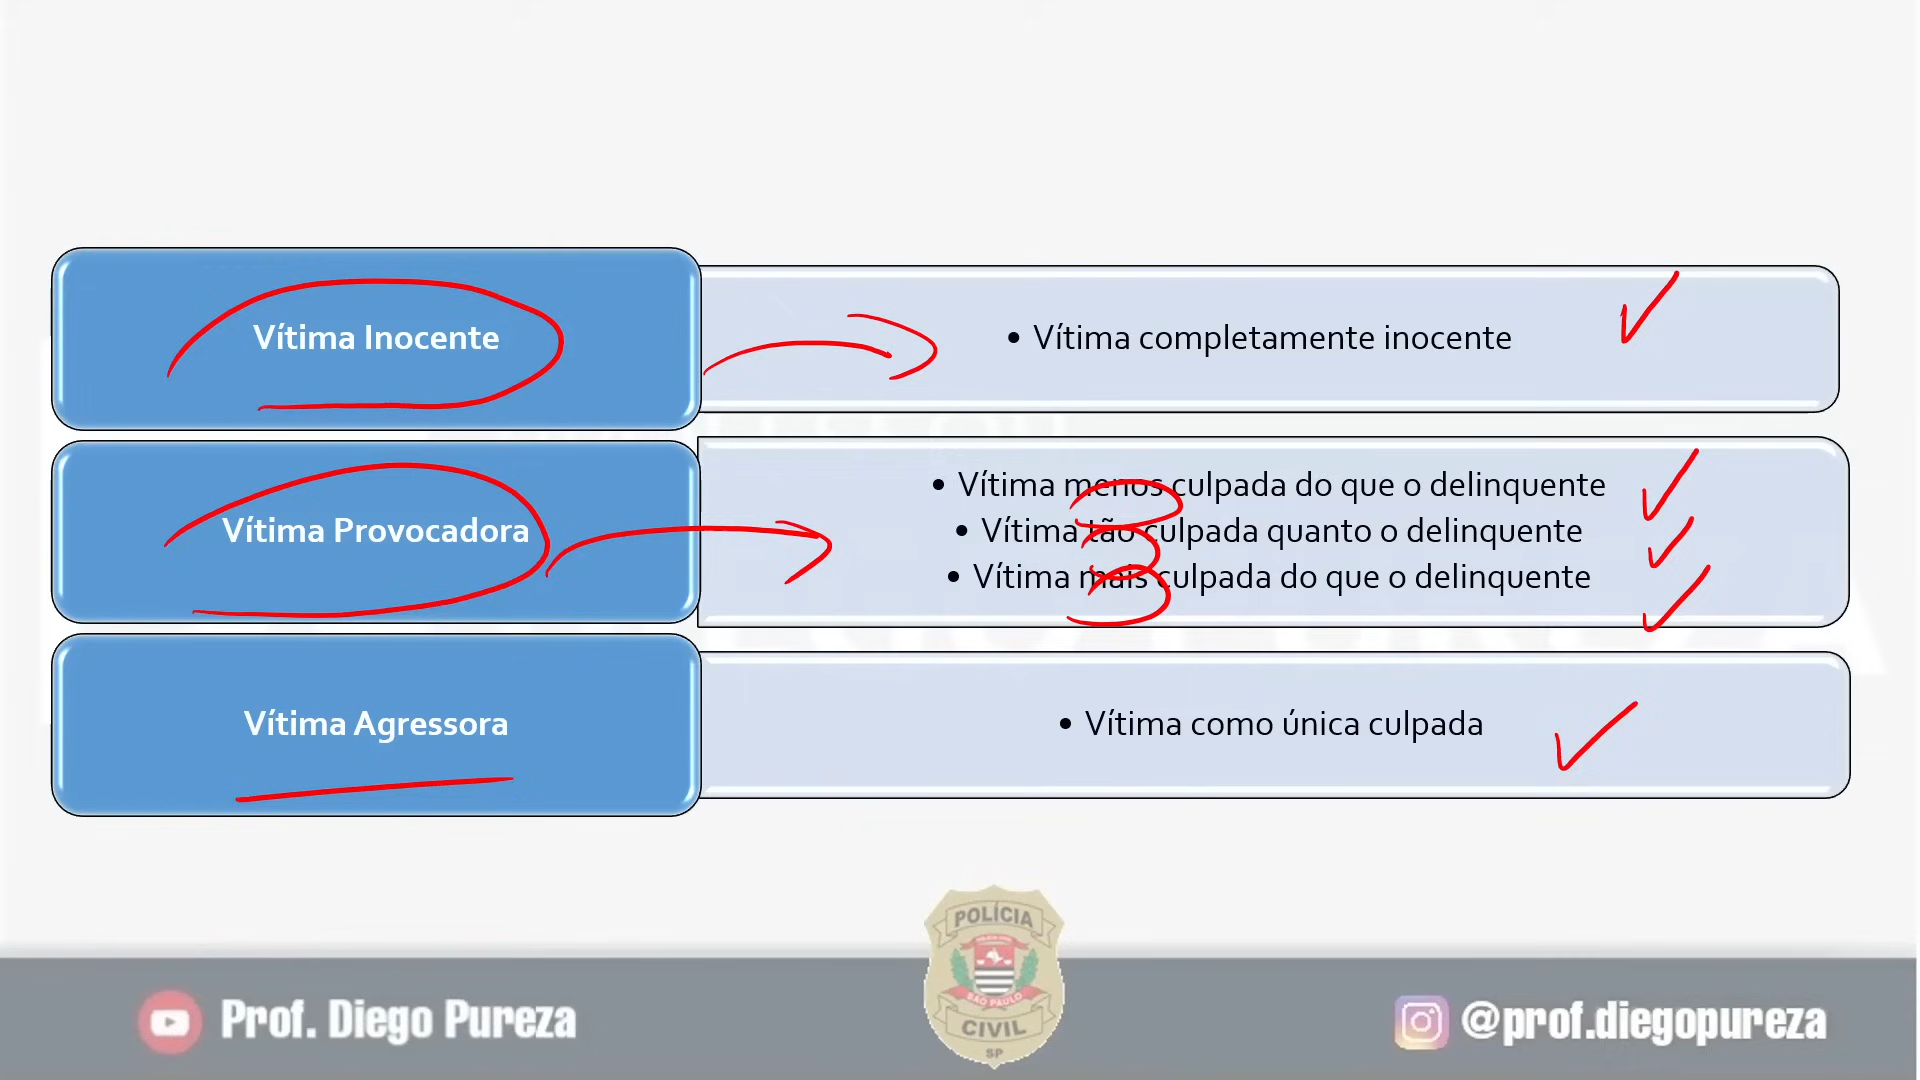 Vítima Inocente
• Vítima completamente inocente
Vítima Provocadora
• Vítima menos culpada do que o delinquente
• Vítima tão culpada quanto o delinquente
• Vítima mais culpada do que o delinquente
Vítima Agressora
• Vítima como única culpada
POLÍCIA
SÃO PAULO
CIVIL
SP
Prof. Diego Pureza
@prof.diegopureza